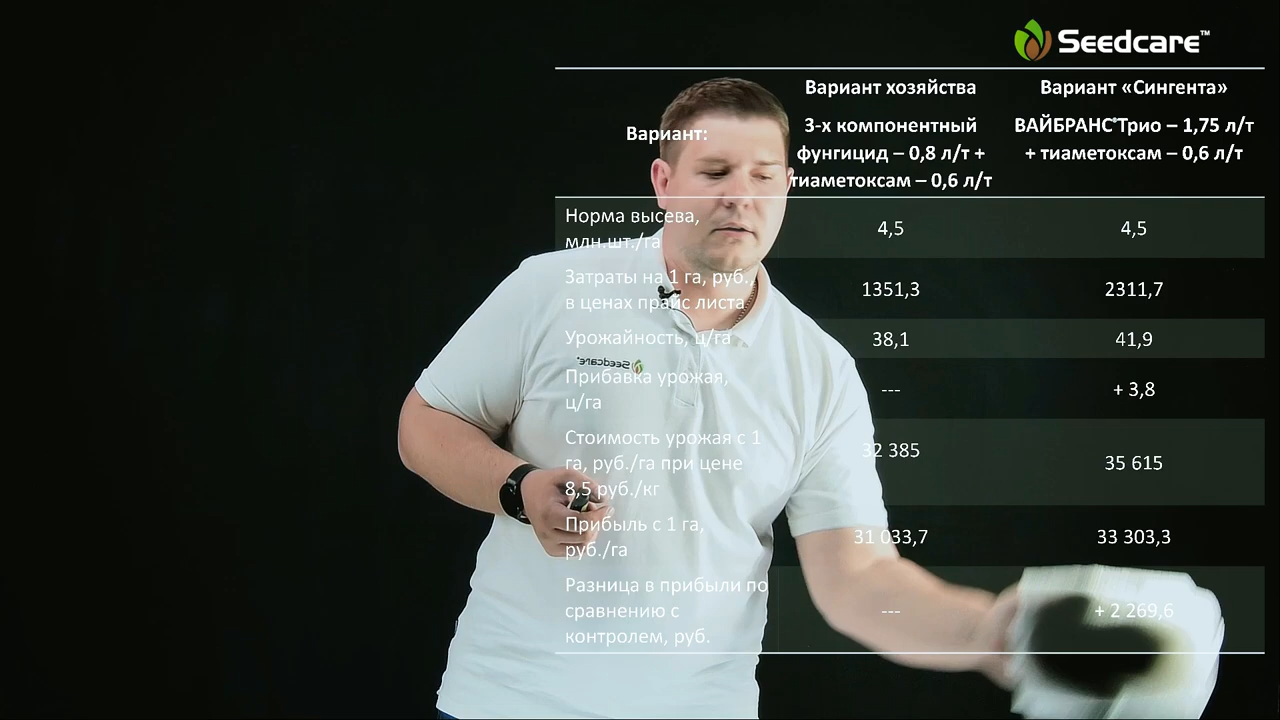 Seedcare™
Вариант:
Вариант хозяйства
3-х компонентный
фунгицид – 0,8 л/т +
тиаметоксам – 0,6 л/т
Вариант «Сингента»
ВАЙБРАНС®Трио – 1,75 л/т
+ тиаметоксам – 0,6 л/т
Норма высева,
млн.шт./га
4,5
4,5
Затраты на 1 га, руб.,
в ценах прайс листа
1351,3
2311,7
Урожайность, ц/га
38,1
41,9
Seedcare
Прибавка урожая,
ц/га
---
+ 3,8
Стоимость урожая с 1
га, руб./га при цене
8,5 руб./кг
32 385
35 615
Прибыль с 1 га,
руб./га
31 033,7
33 303,3
Разница в прибыли по
сравнению с
контролем, руб.
---
+ 2 269,6